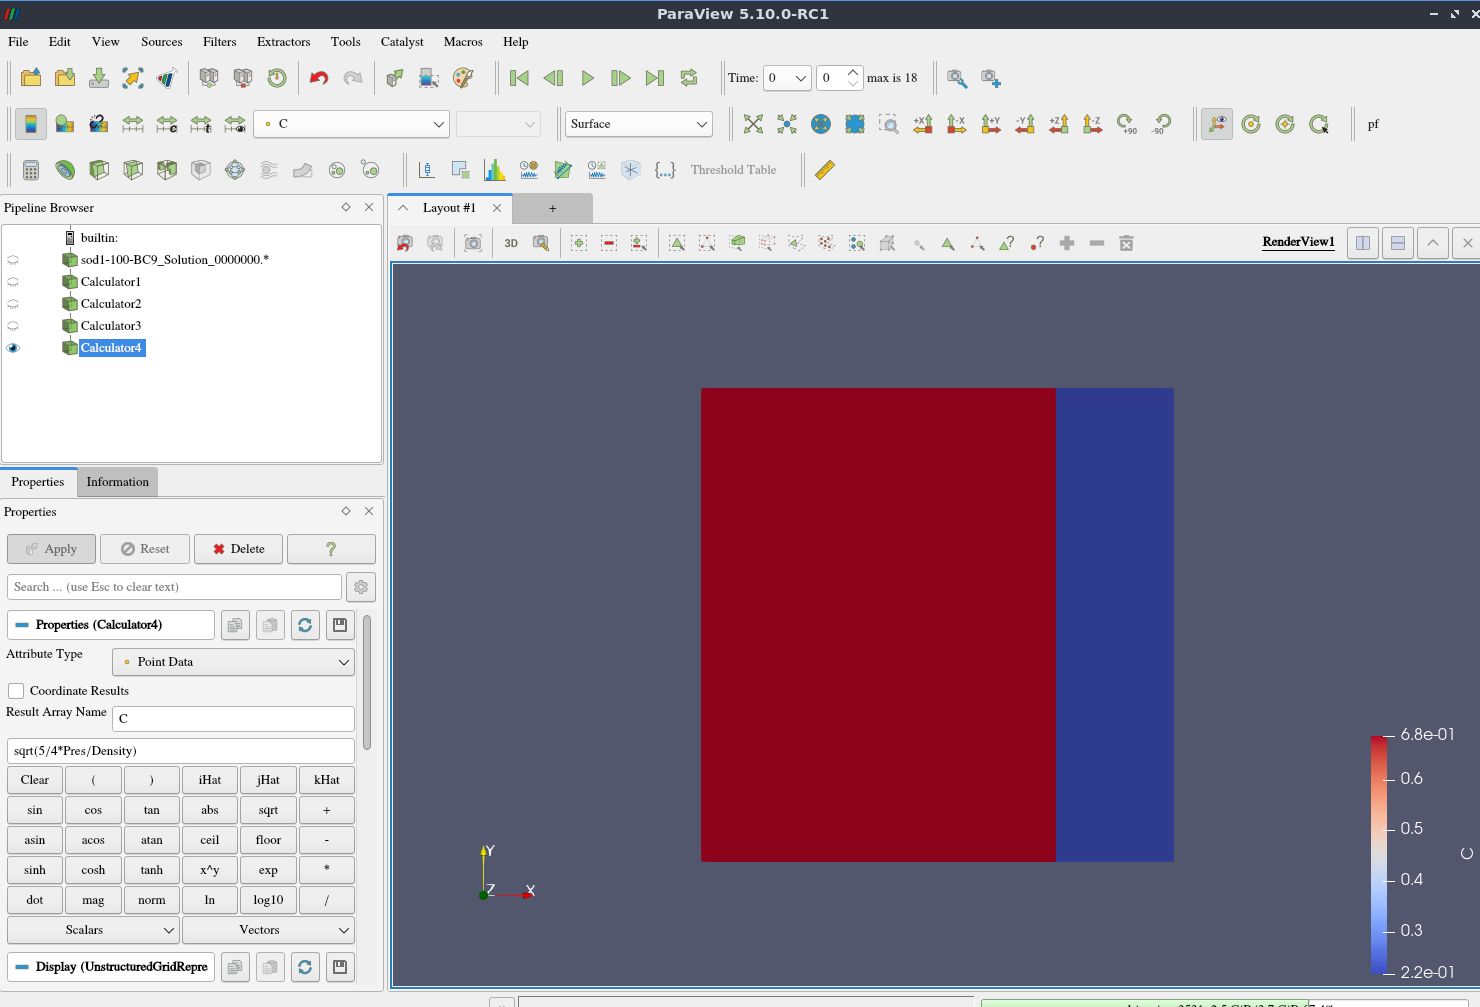 ParaView 5.10.0-RC1
File Edit View Sources Filters Extractors Tools Catalyst Macros Help
Time: 0 0 max is 18
C Surface +X -X +Y -Y +Z -Z +90 -90 pf
Threshold Table
Pipeline Browser
builtin:
sod1-100-BC9_Solution_0000000.*
Calculator1
Calculator2
Calculator3
Calculator4
Properties Information
Properties
Apply Reset Delete ?
Search ... (use Esc to clear text)
Properties (Calculator4)
Attribute Type Point Data
Coordinate Results
Result Array Name C
sqrt(5/4*Pres/Density)
Clear ( ) iHat jHat kHat
sin cos tan abs sqrt +
asin acos atan ceil floor -
sinh cosh tanh x^y exp *
dot mag norm ln log10 /
Scalars Vectors
Display (UnstructuredGridRepre
Layout #1 +
3D RenderView1
Y
Z X
6.8e-01
0.6
0.5
C
0.4
0.3
2.2e-01